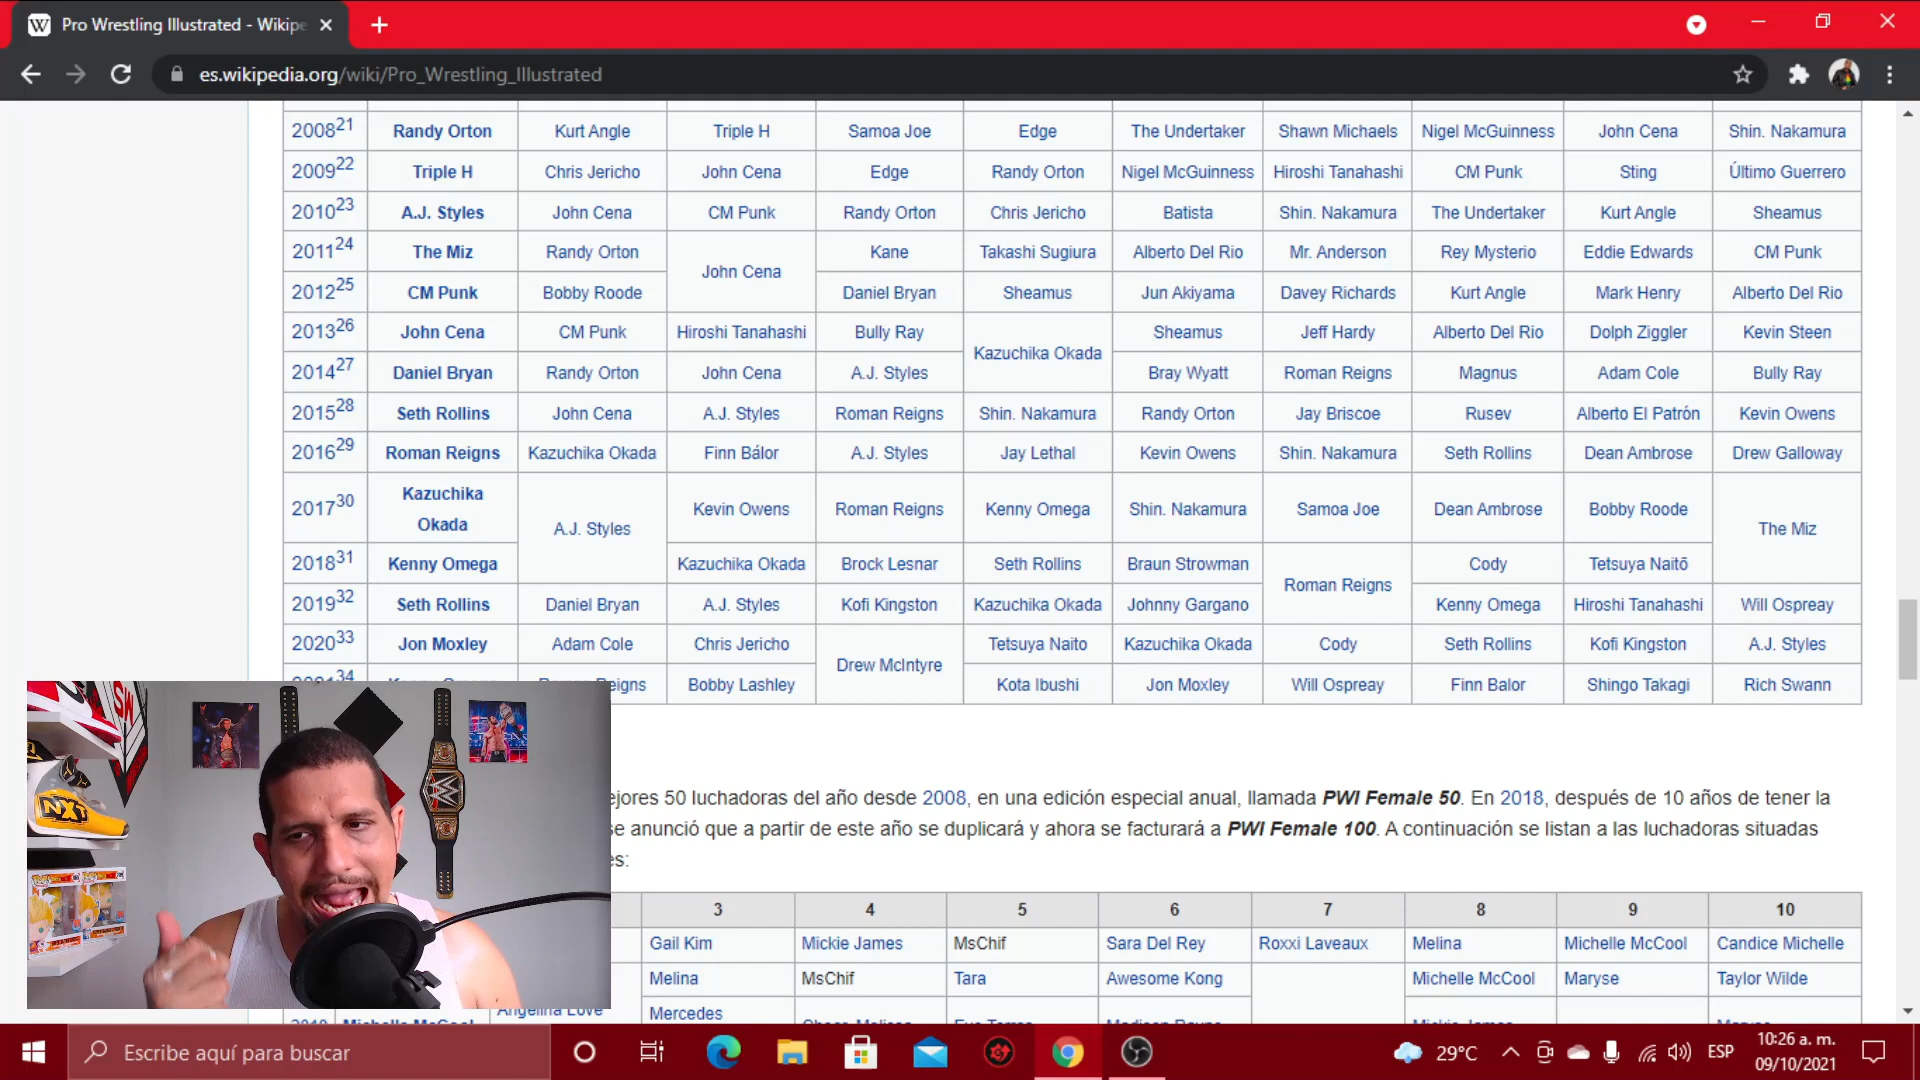 Pro Wrestling Illustrated - Wikipe
es.wikipedia.org/wiki/Pro_Wrestling_Illustrated
2008 21 Randy Orton Kurt Angle Triple H Samoa Joe Edge The Undertaker Shawn Michaels Nigel McGuinness John Cena Shin. Nakamura
2009 22 Triple H Chris Jericho John Cena Edge Randy Orton Nigel McGuinness Hiroshi Tanahashi CM Punk Sting Último Guerrero
2010 23 A.J. Styles John Cena CM Punk Randy Orton Chris Jericho Batista Shin. Nakamura The Undertaker Kurt Angle Sheamus
2011 24 The Miz Randy Orton John Cena Kane Takashi Sugiura Alberto Del Rio Mr. Anderson Rey Mysterio Eddie Edwards CM Punk
2012 25 CM Punk Bobby Roode Daniel Bryan Sheamus Jun Akiyama Davey Richards Kurt Angle Mark Henry Alberto Del Rio
2013 26 John Cena CM Punk Hiroshi Tanahashi Bully Ray Kazuchika Okada Sheamus Jeff Hardy Alberto Del Rio Dolph Ziggler Kevin Steen
2014 27 Daniel Bryan Randy Orton John Cena A.J. Styles Bray Wyatt Roman Reigns Magnus Adam Cole Bully Ray
2015 28 Seth Rollins John Cena A.J. Styles Roman Reigns Shin. Nakamura Randy Orton Jay Briscoe Rusev Alberto El Patrón Kevin Owens
2016 29 Roman Reigns Kazuchika Okada Finn Bálor A.J. Styles Jay Lethal Kevin Owens Shin. Nakamura Seth Rollins Dean Ambrose Drew Galloway
2017 30 Kazuchika Okada A.J. Styles Kevin Owens Roman Reigns Kenny Omega Shin. Nakamura Samoa Joe Dean Ambrose Bobby Roode The Miz
2018 31 Kenny Omega Kazuchika Okada Brock Lesnar Seth Rollins Braun Strowman Roman Reigns Cody Tetsuya Naitō
2019 32 Seth Rollins Daniel Bryan A.J. Styles Kofi Kingston Kazuchika Okada Johnny Gargano Kenny Omega Hiroshi Tanahashi Will Ospreay
2020 33 Jon Moxley Adam Cole Chris Jericho Drew McIntyre Tetsuya Naito Kazuchika Okada Cody Seth Rollins Kofi Kingston A.J. Styles
34 eigns Bobby Lashley Kota Ibushi Jon Moxley Will Ospreay Finn Balor Shingo Takagi Rich Swann
ejores 50 luchadoras del año desde 2008, en una edición especial anual, llamada PWI Female 50. En 2018, después de 10 años de tener la
se anunció que a partir de este año se duplicará y ahora se facturará a PWI Female 100. A continuación se listan a las luchadoras situadas
es:
3 4 5 6 7 8 9 10
Gail Kim Mickie James MsChif Sara Del Rey Roxxi Laveaux Melina Michelle McCool Candice Michelle
Melina MsChif Tara Awesome Kong Michelle McCool Maryse Taylor Wilde
Angelina Love Mercedes
NXT
Escribe aquí para buscar
29°C
ESP
10:26 a. m.
09/10/2021